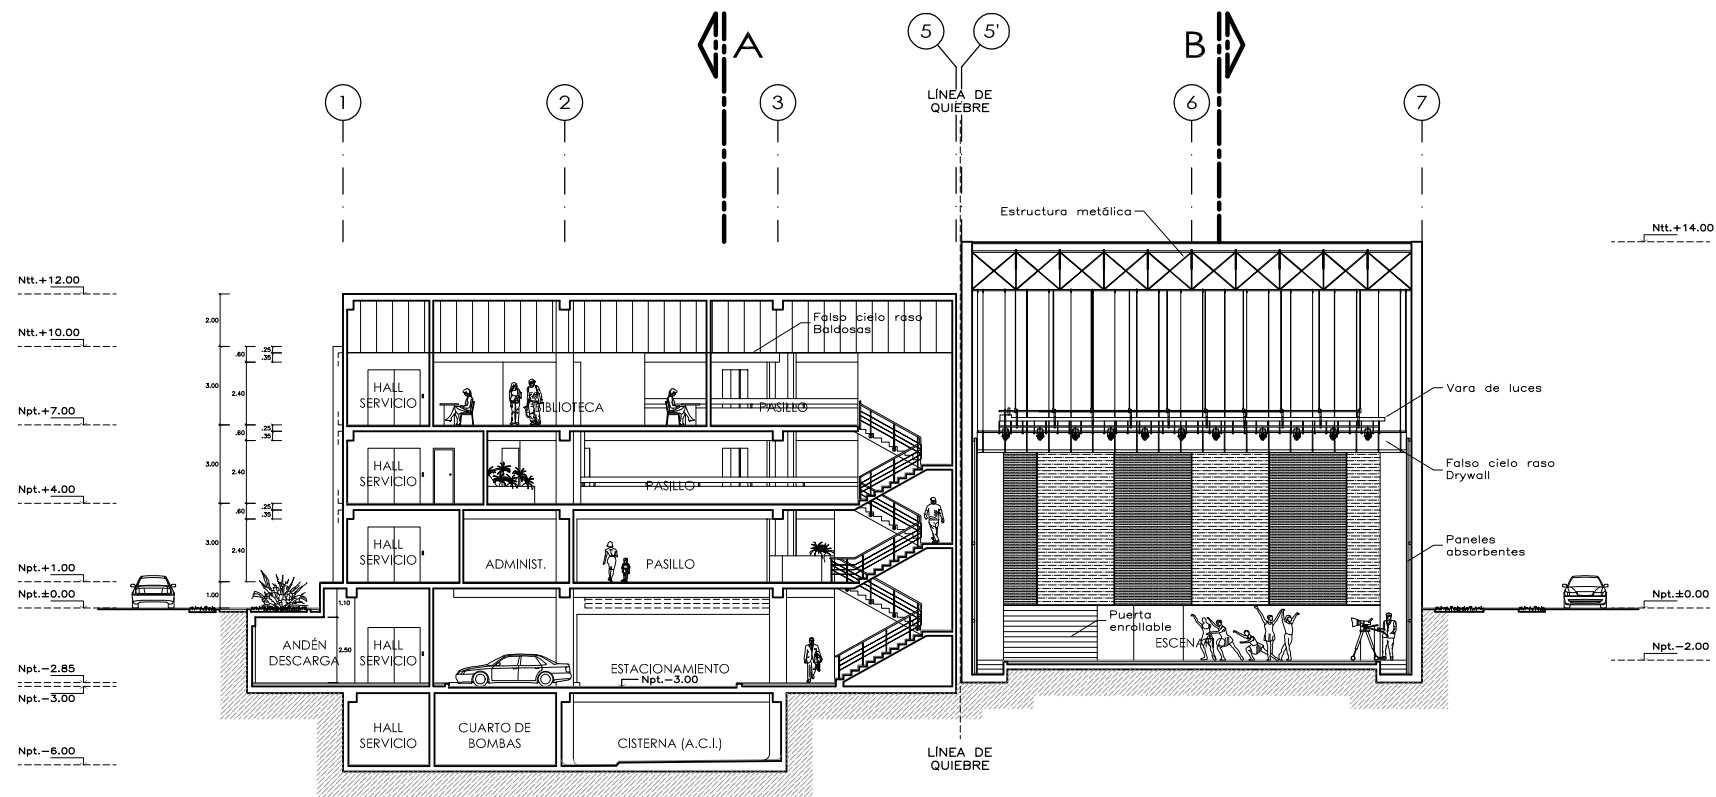 5
5'
A
B
LÍNEA DE
QUIEBRE
1
2
3
6
7
Estructura metálica
Ntt.+14.00
Ntt.+12.00
2.00
Falso cielo raso
Baldosas
Ntt.+10.00
.60
.25
.35
3.00
2.40
HALL
SERVICIO
BIBLIOTECA
PASILLO
Vara de luces
Npt.+7.00
.60
.25
.35
3.00
2.40
HALL
SERVICIO
PASILLO
Falso cielo raso
Drywall
Npt.+4.00
.60
.25
.35
3.00
2.40
HALL
SERVICIO
ADMINIST.
PASILLO
Paneles
absorbentes
Npt.+1.00
Npt.±0.00
1.00
Npt.±0.00
1.10
Puerta
enrollable
ANDÉN
DESCARGA
2.50
HALL
SERVICIO
ESTACIONAMIENTO
Npt.-3.00
Npt.-2.00
Npt.-2.85
Npt.-3.00
HALL
SERVICIO
CUARTO DE
BOMBAS
CISTERNA (A.C.I.)
Npt.-6.00
LÍNEA DE
QUIEBRE